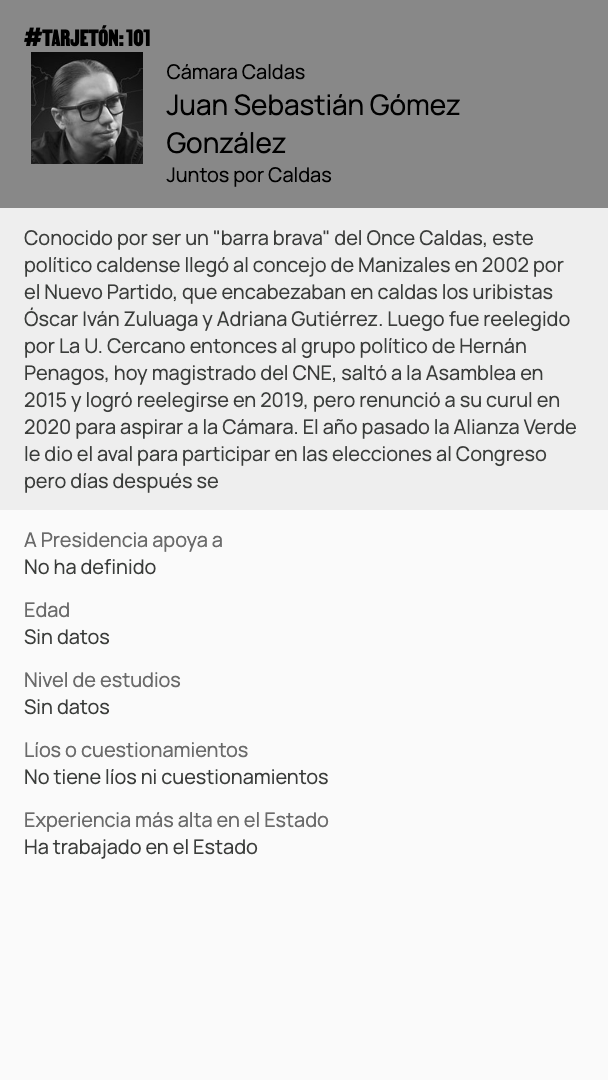 #TARJETÓN: 101
Cámara Caldas
Juan Sebastián Gómez
González
Juntos por Caldas
Conocido por ser un "barra brava" del Once Caldas, este
político caldense llegó al concejo de Manizales en 2002 por
el Nuevo Partido, que encabezaban en caldas los uribistas
Óscar Iván Zuluaga y Adriana Gutiérrez. Luego fue reelegido
por La U. Cercano entonces al grupo político de Hernán
Penagos, hoy magistrado del CNE, saltó a la Asamblea en
2015 y logró reelegirse en 2019, pero renunció a su curul en
2020 para aspirar a la Cámara. El año pasado la Alianza Verde
le dio el aval para participar en las elecciones al Congreso
pero días después se
A Presidencia apoya a
No ha definido
Edad
Sin datos
Nivel de estudios
Sin datos
Líos o cuestionamientos
No tiene líos ni cuestionamientos
Experiencia más alta en el Estado
Ha trabajado en el Estado